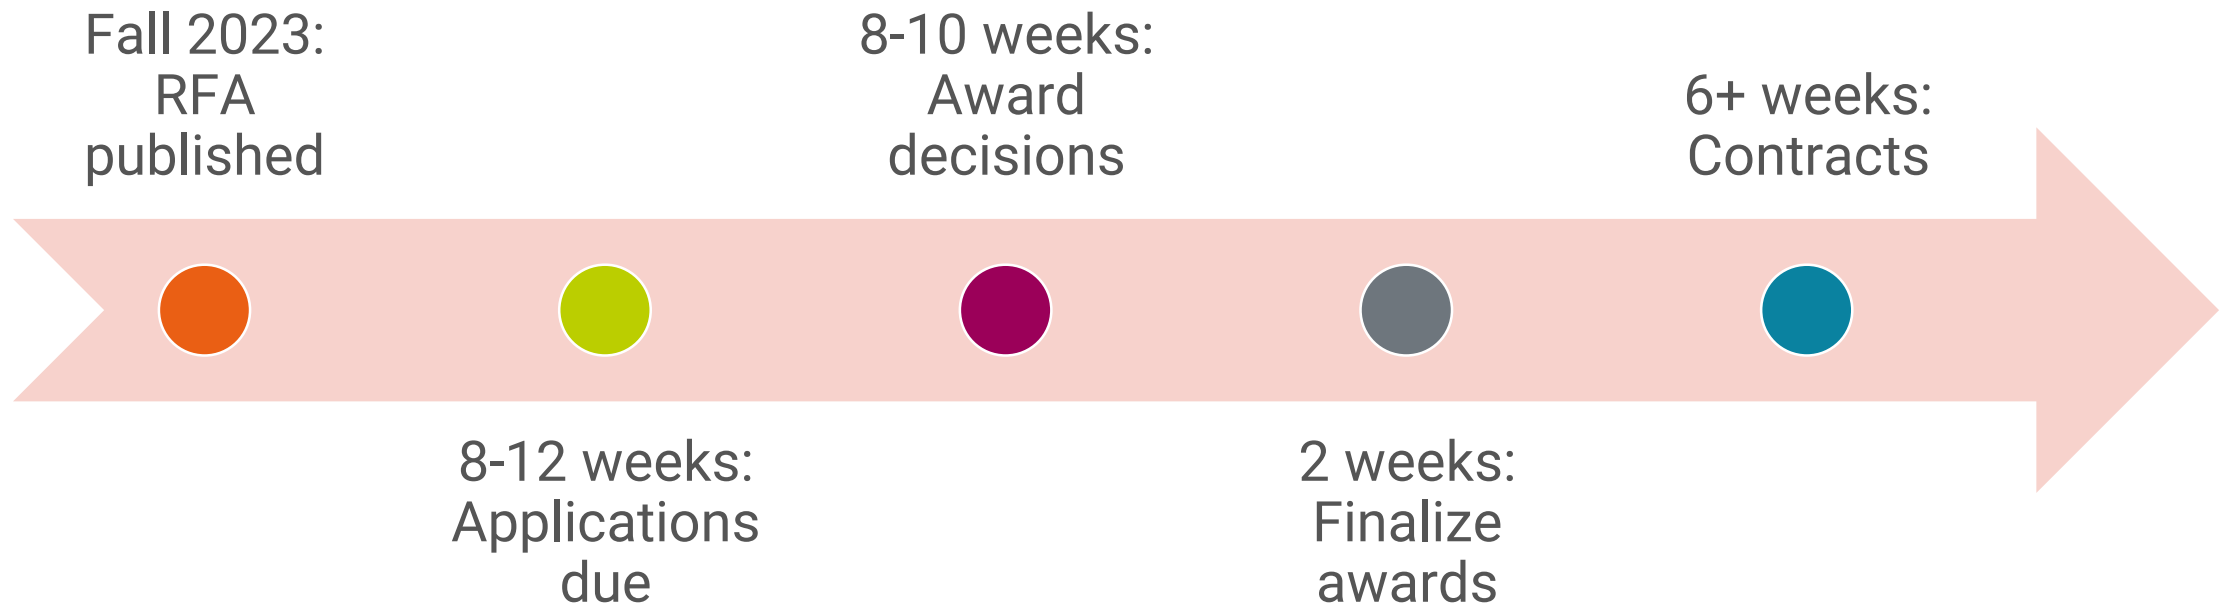 Fall 2023:
RFA
published
8-12 weeks:
Applications
due
8-10 weeks:
Award
decisions
2 weeks:
Finalize
awards
6+ weeks:
Contracts